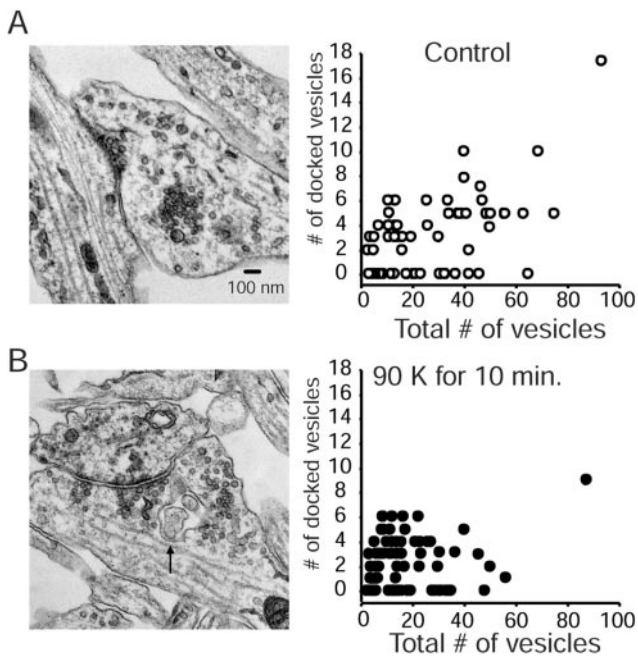 A
Control
# of docked vesicles
18
16
14
12
10
8
6
4
2
0
0 20 40 60 80 100
Total # of vesicles
100 nm
B
90 K for 10 min.
# of docked vesicles
18
16
14
12
10
8
6
4
2
0
0 20 40 60 80 100
Total # of vesicles